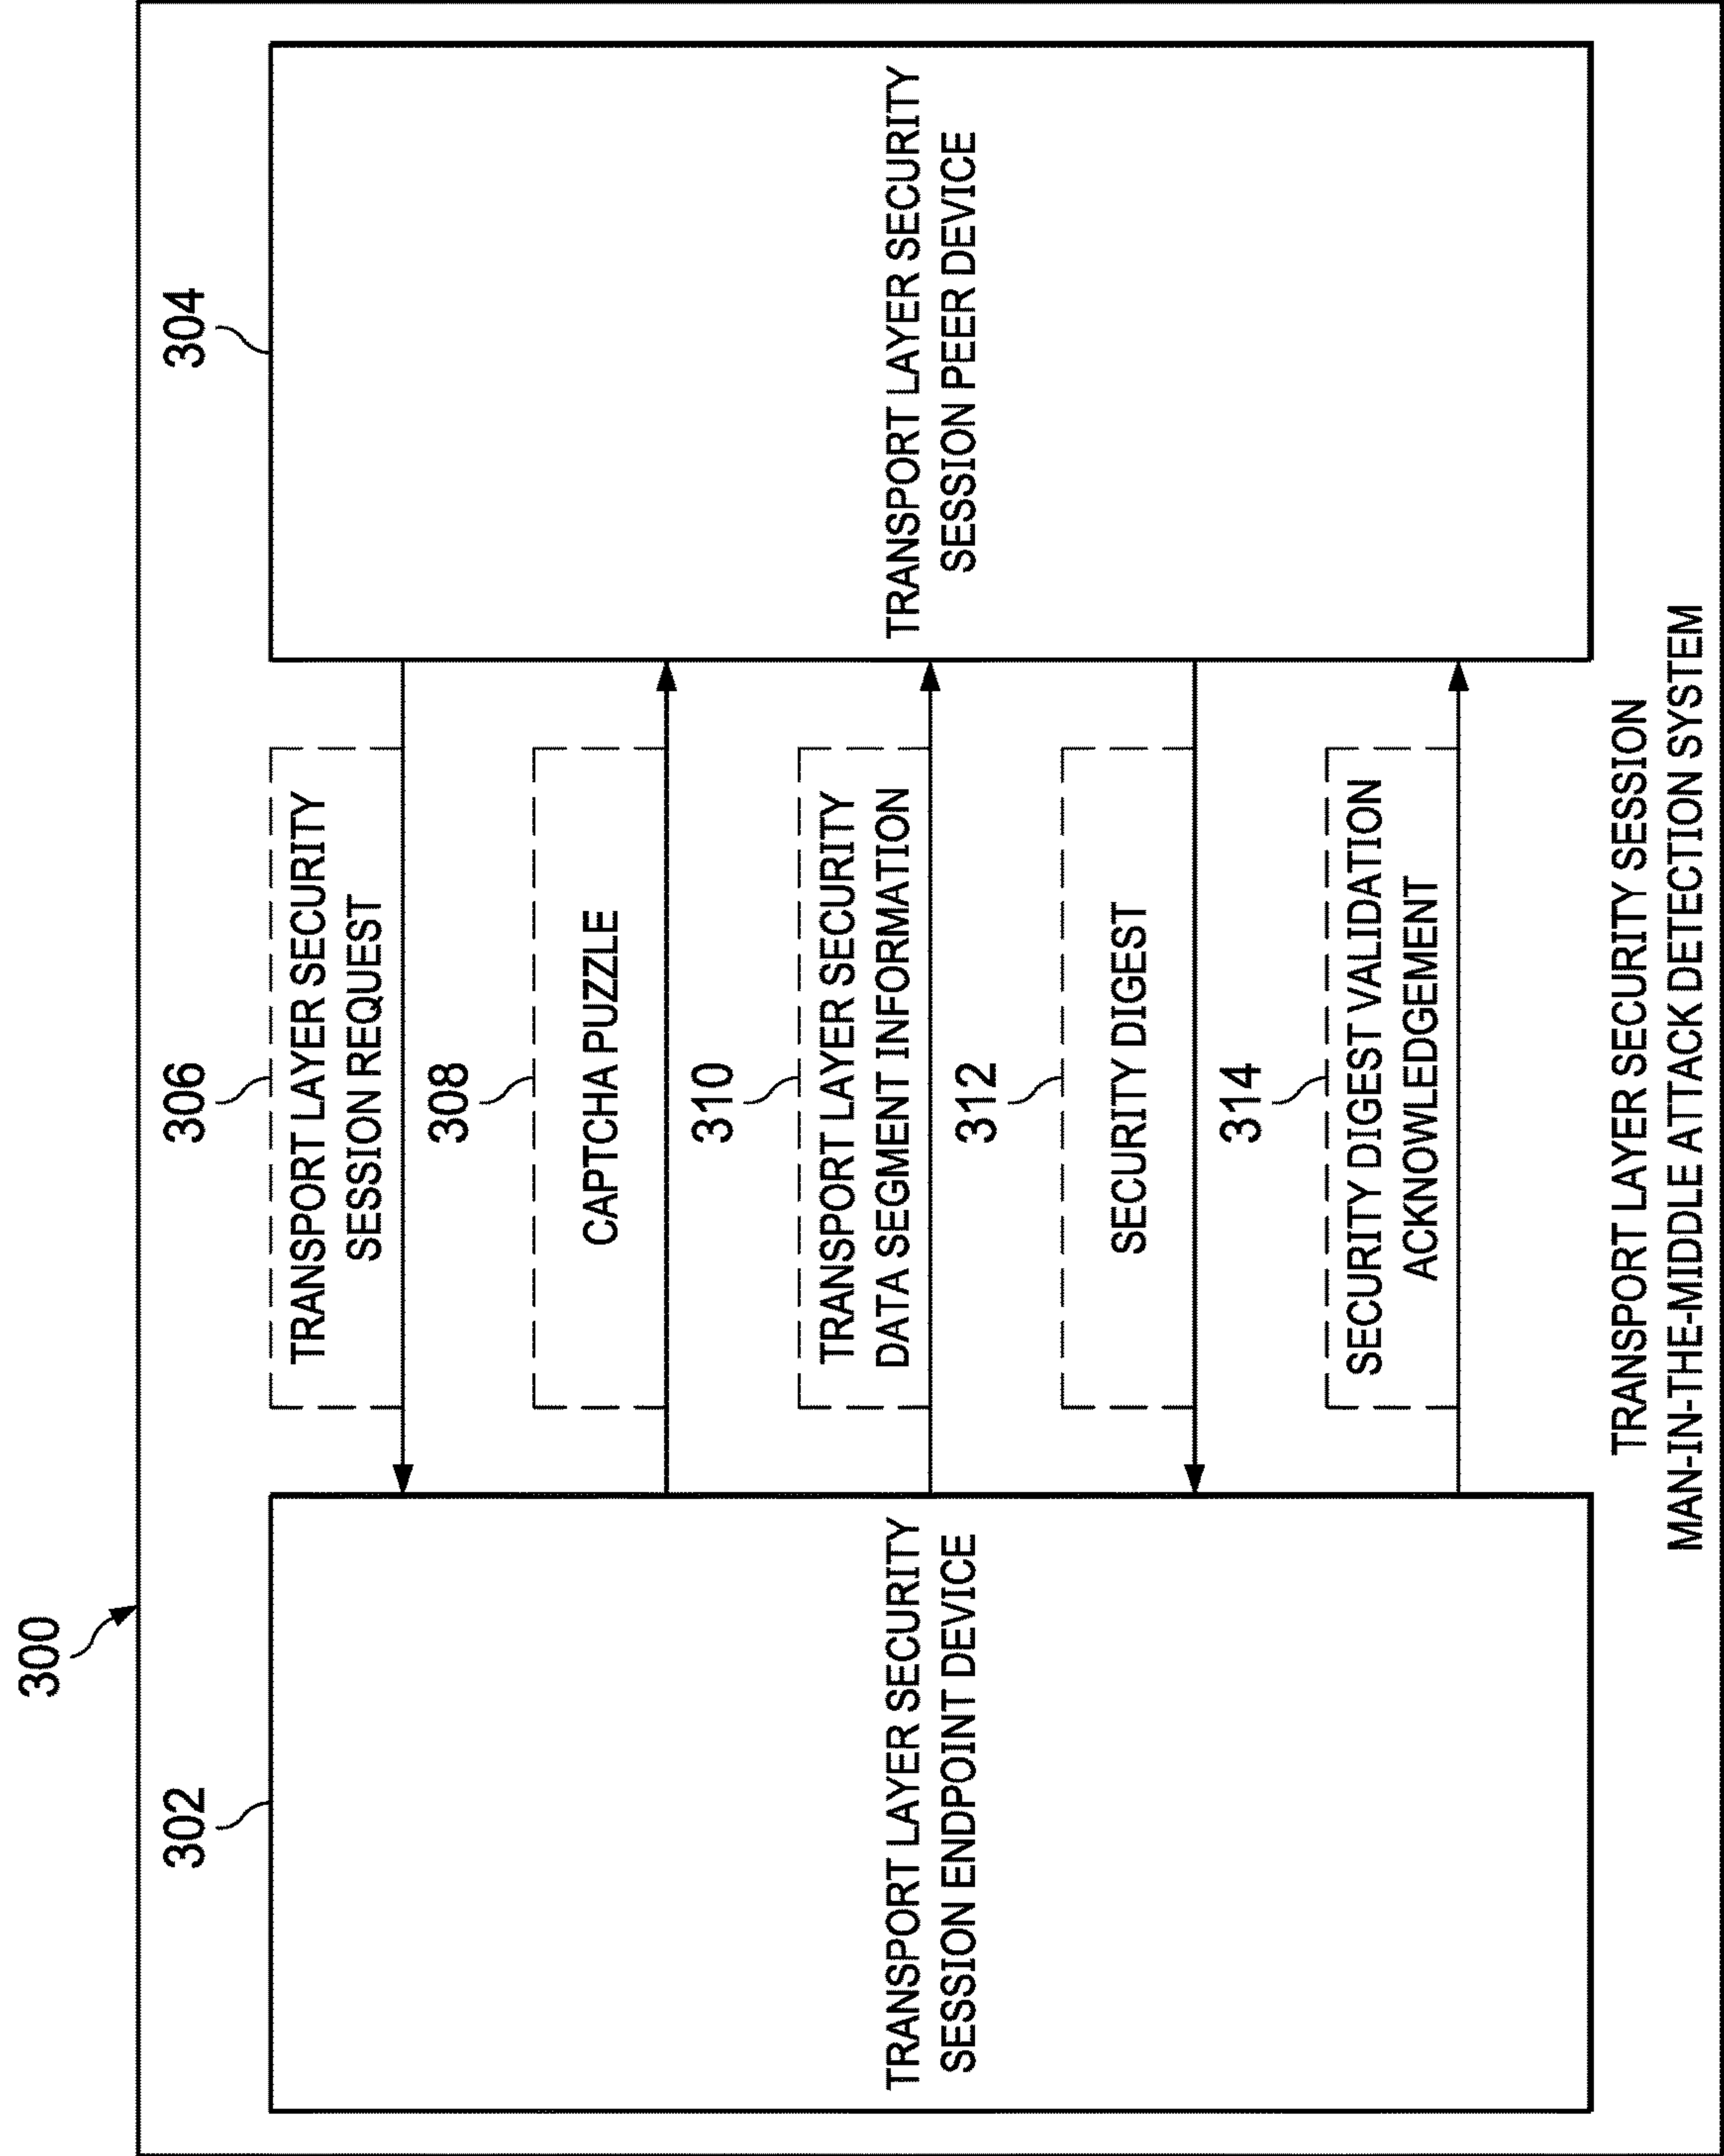 300
302
304
TRANSPORT LAYER SECURITY
SESSION ENDPOINT DEVICE
306
TRANSPORT LAYER SECURITY
SESSION REQUEST
308
CAPTCHA PUZZLE
310
TRANSPORT LAYER SECURITY
DATA SEGMENT INFORMATION
312
SECURITY DIGEST
314
SECURITY DIGEST VALIDATION
ACKNOWLEDGEMENT
TRANSPORT LAYER SECURITY
SESSION PEER DEVICE
TRANSPORT LAYER SECURITY SESSION
MAN-IN-THE-MIDDLE ATTACK DETECTION SYSTEM